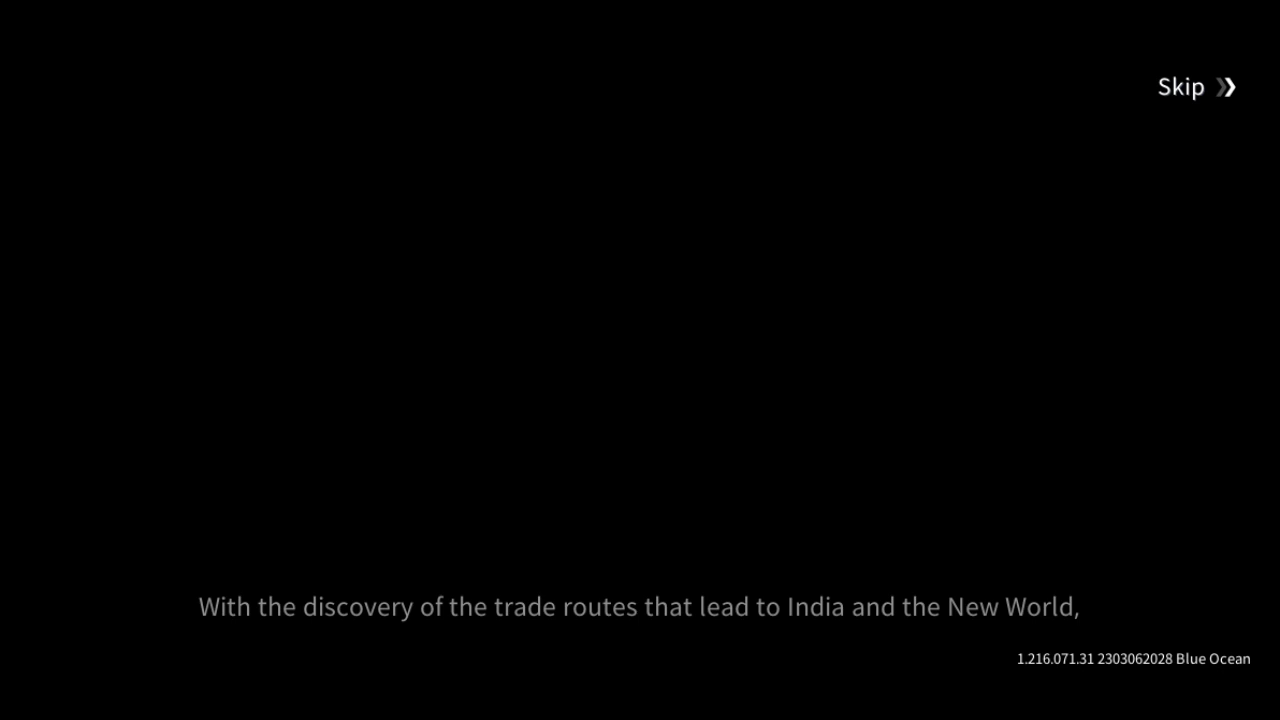 Skip
With the discovery of the trade routes that lead to India and the New World,
1.216.071.31 2303062028 Blue Ocean